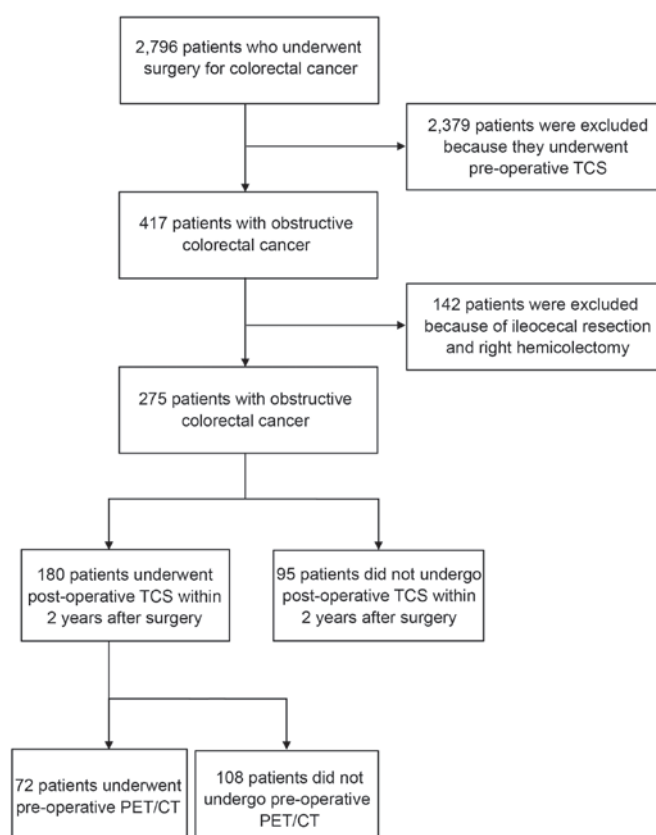 2,796 patients who underwent
surgery for colorectal cancer
2,379 patients were excluded
because they underwent
pre-operative TCS
417 patients with obstructive
colorectal cancer
142 patients were excluded
because of ileocecal resection
and right hemicolectomy
275 patients with obstructive
colorectal cancer
180 patients underwent
post-operative TCS within
2 years after surgery
95 patients did not undergo
post-operative TCS within
2 years after surgery
72 patients underwent
pre-operative PET/CT
108 patients did not
undergo pre-operative
PET/CT